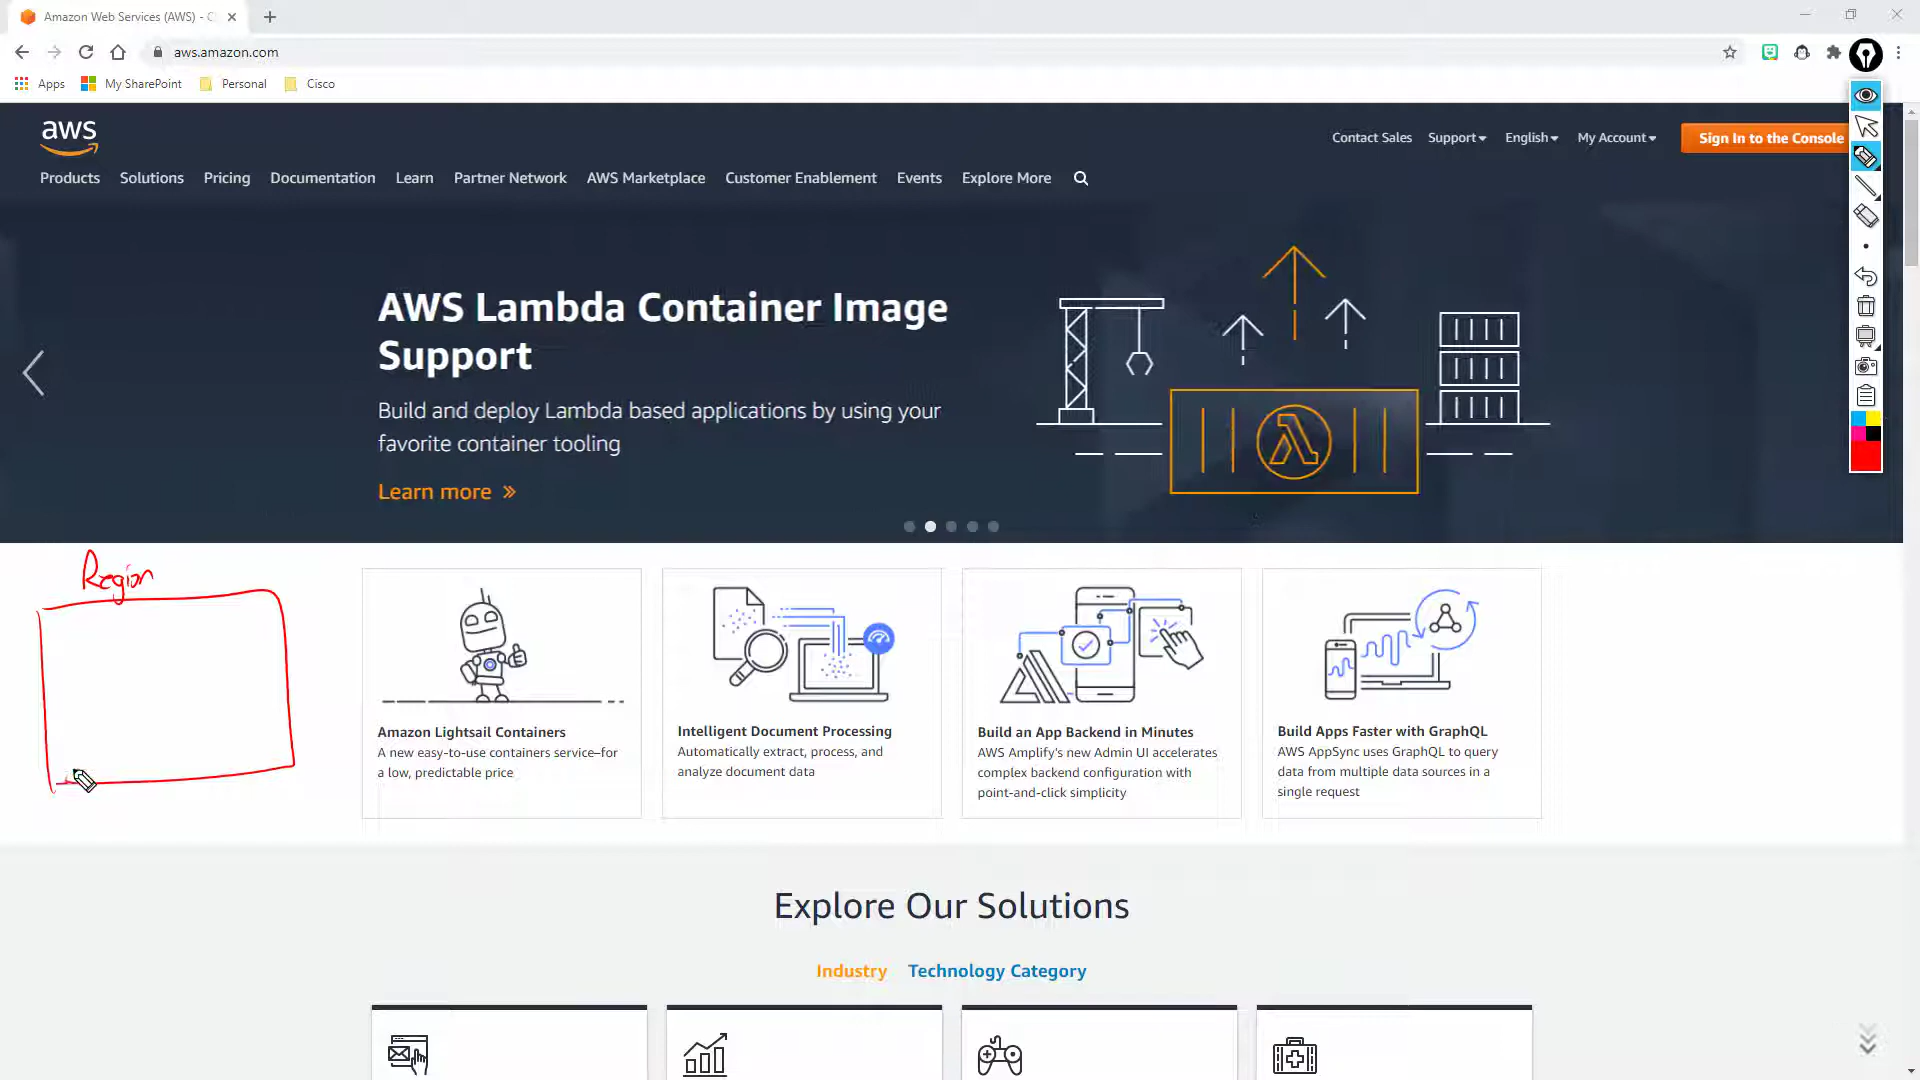 Amazon Web Services (AWS) - C
aws.amazon.com
Apps
My SharePoint
Personal
Cisco
aws
Contact Sales
Support
English
My Account
Sign In to the Console
Products
Solutions
Pricing
Documentation
Learn
Partner Network
AWS Marketplace
Customer Enablement
Events
Explore More
AWS Lambda Container Image
Support
Build and deploy Lambda based applications by using your
favorite container tooling
Learn more »
Region
Amazon Lightsail Containers
A new easy-to-use containers service–for
a low, predictable price
Intelligent Document Processing
Automatically extract, process, and
analyze document data
Build an App Backend in Minutes
AWS Amplify's new Admin UI accelerates
complex backend configuration with
point-and-click simplicity
Build Apps Faster with GraphQL
AWS AppSync uses GraphQL to query
data from multiple data sources in a
single request
Explore Our Solutions
Industry
Technology Category